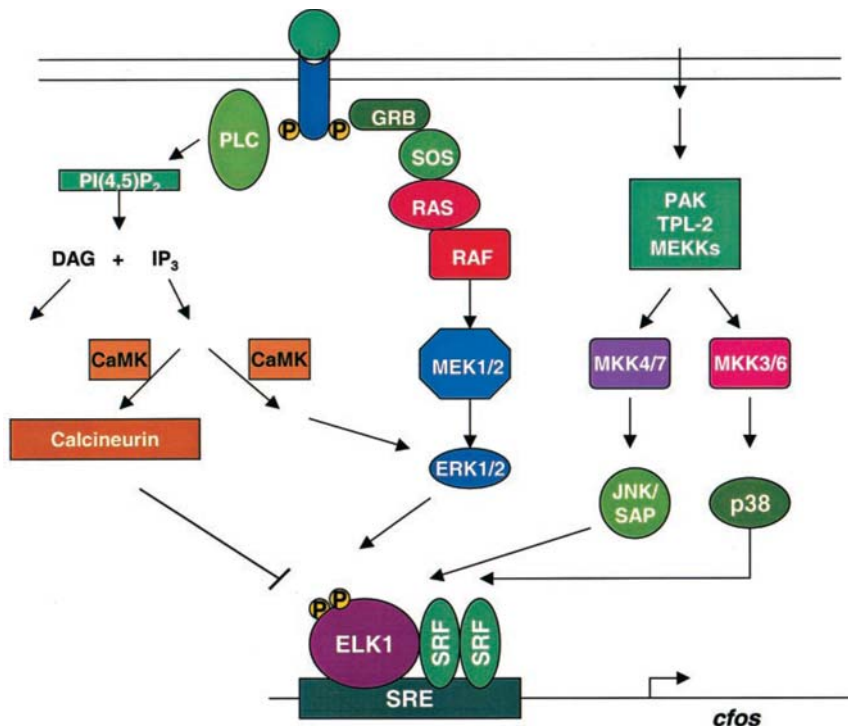 P
P
GRB
PLC
SOS
PI(4,5)P₂
RAS
PAK
TPL-2
MEKKs
RAF
DAG + IP₃
CaMK
CaMK
MEK1/2
MKK4/7
MKK3/6
Calcineurin
ERK1/2
JNK/
SAP
p38
P
P
ELK1
SRF
SRF
SRE
cfos